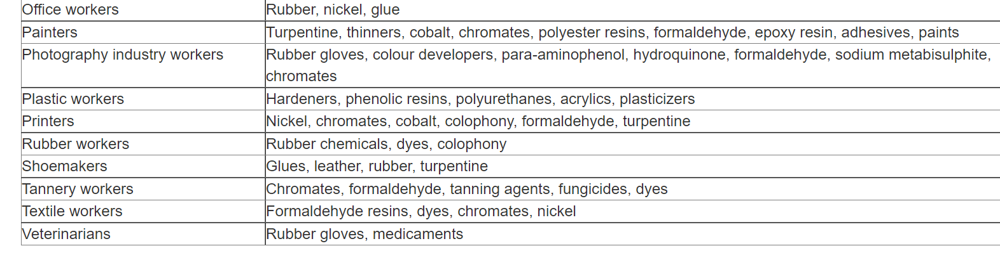 Office workers Rubber, nickel, glue
Painters Turpentine, thinners, cobalt, chromates, polyester resins, formaldehyde, epoxy resin, adhesives, paints
Photography industry workers Rubber gloves, colour developers, para-aminophenol, hydroquinone, formaldehyde, sodium metabisulphite,
chromates
Plastic workers Hardeners, phenolic resins, polyurethanes, acrylics, plasticizers
Printers Nickel, chromates, cobalt, colophony, formaldehyde, turpentine
Rubber workers Rubber chemicals, dyes, colophony
Shoemakers Glues, leather, rubber, turpentine
Tannery workers Chromates, formaldehyde, tanning agents, fungicides, dyes
Textile workers Formaldehyde resins, dyes, chromates, nickel
Veterinarians Rubber gloves, medicaments